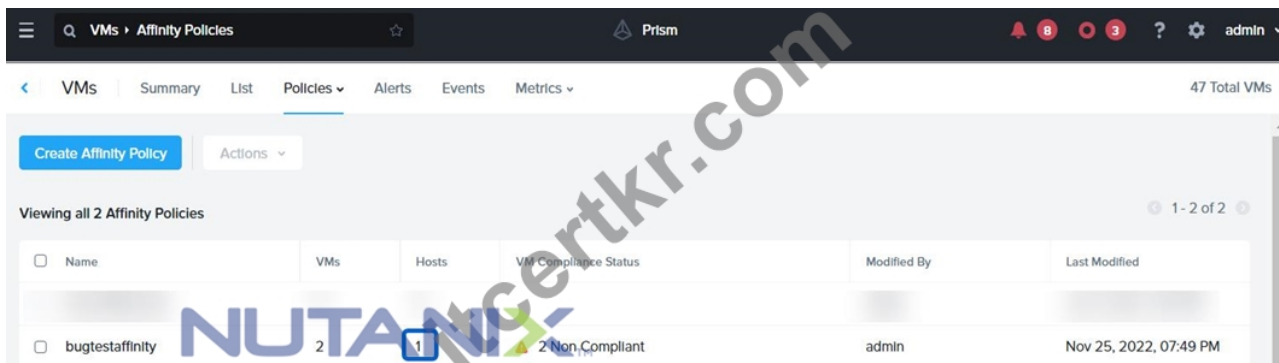 VMs › Affinity Policies
Prism
8
3
?
admin
VMs
Summary
List
Policies
Alerts
Events
Metrics
47 Total VMs
Create Affinity Policy
Actions
Viewing all 2 Affinity Policies
1 - 2 of 2
Name
VMs
Hosts
VM Compliance Status
Modified By
Last Modified
bugtestaffinity
2
1
2 Non Compliant
admin
Nov 25, 2022, 07:49 PM
NUTANIX
itcertkr.com